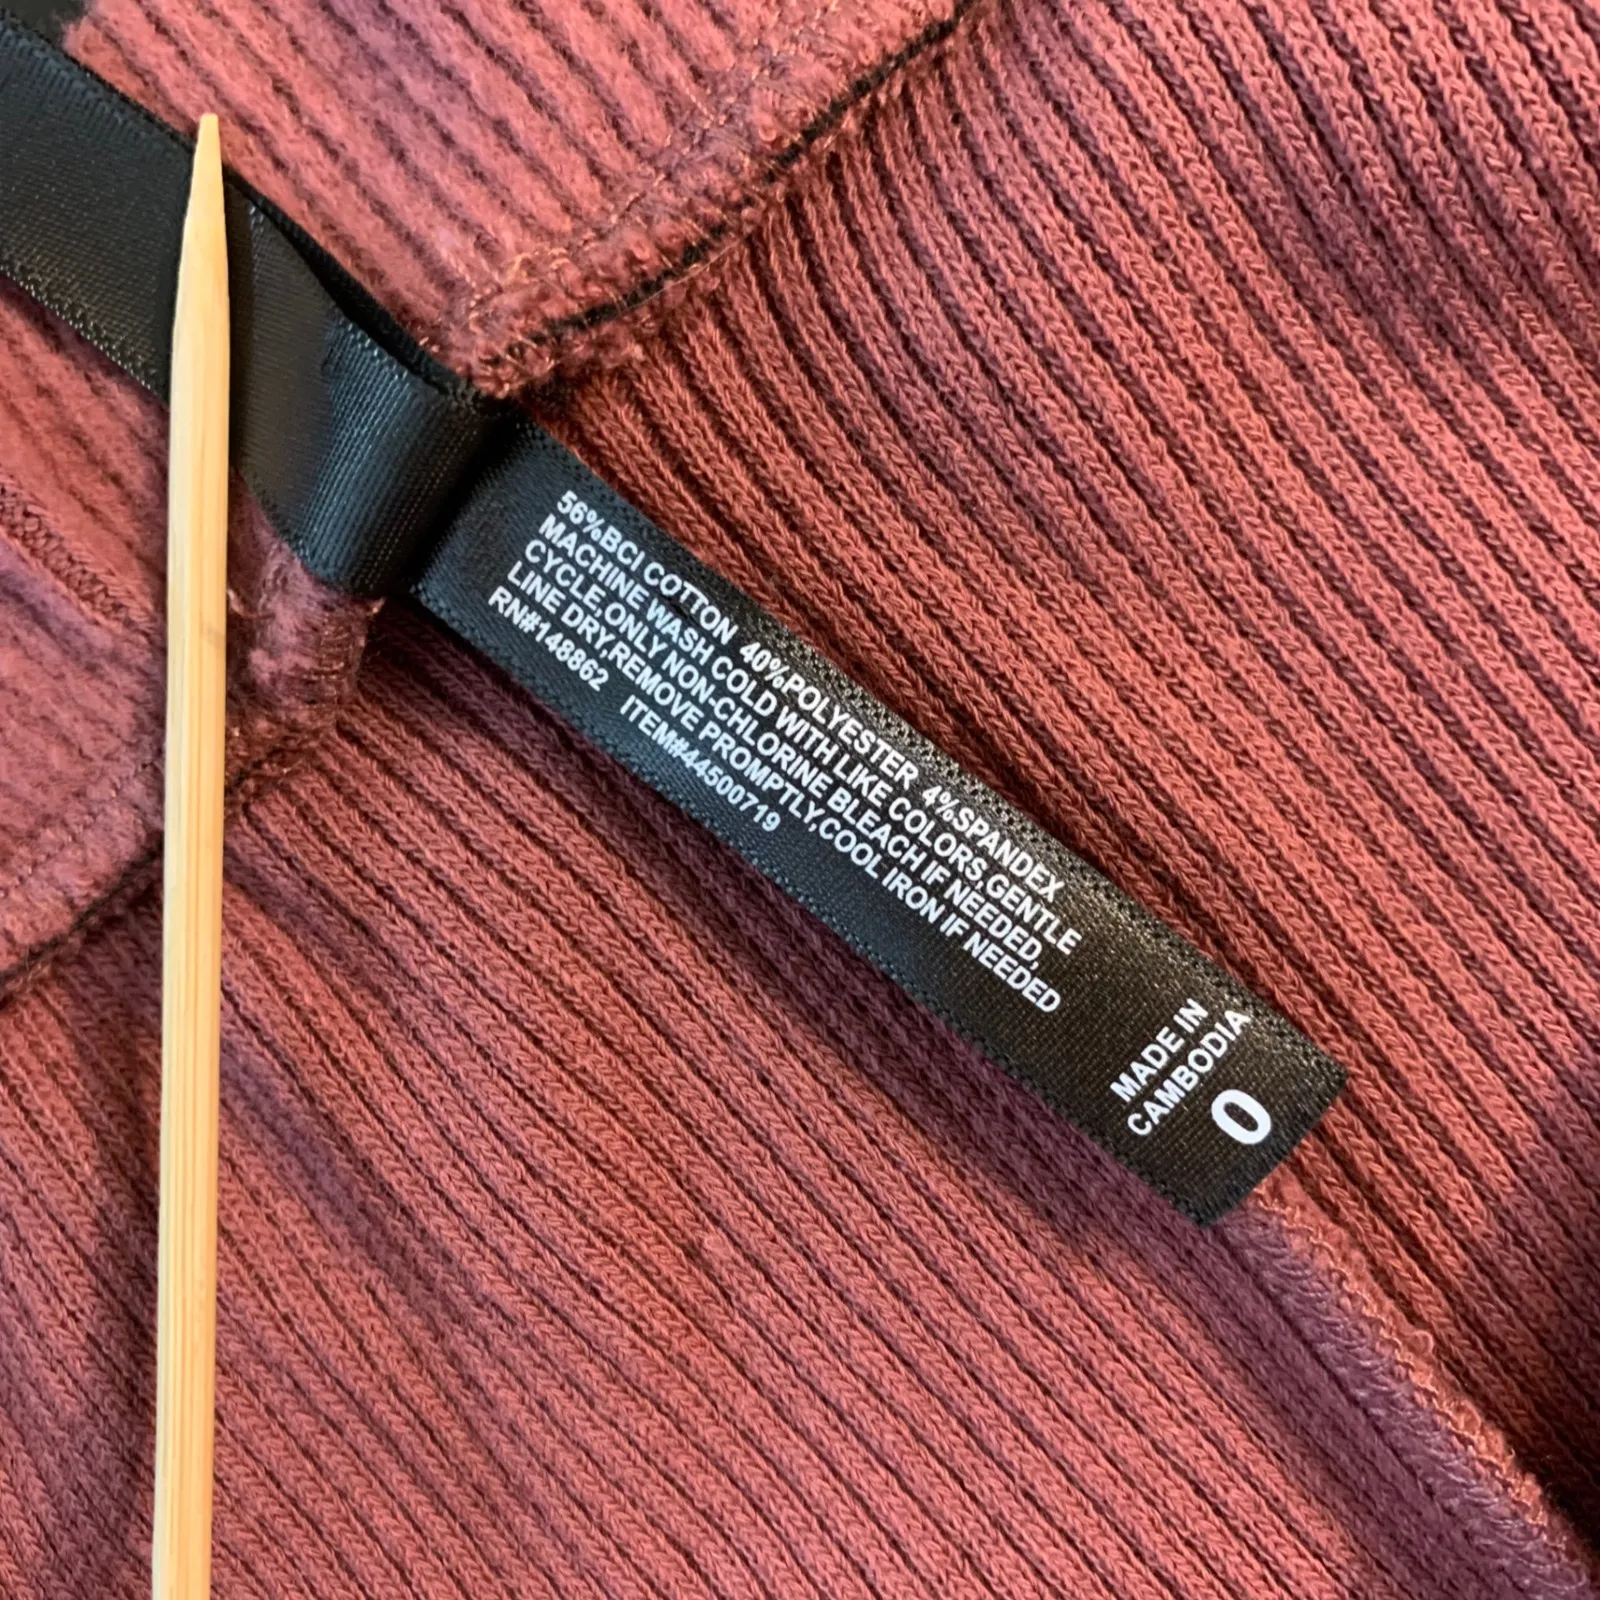 56%BCI COTTON 40%POLYESTER 4%SPANDEX
MACHINE WASH COLD WITH LIKE COLORS,GENTLE
CYCLE,ONLY NON-CHLORINE BLEACH IF NEEDED,
LINE DRY,REMOVE PROMPTLY,COOL IRON IF NEEDED
RN#148862 ITEM#44500719
MADE IN
CAMBODIA
0